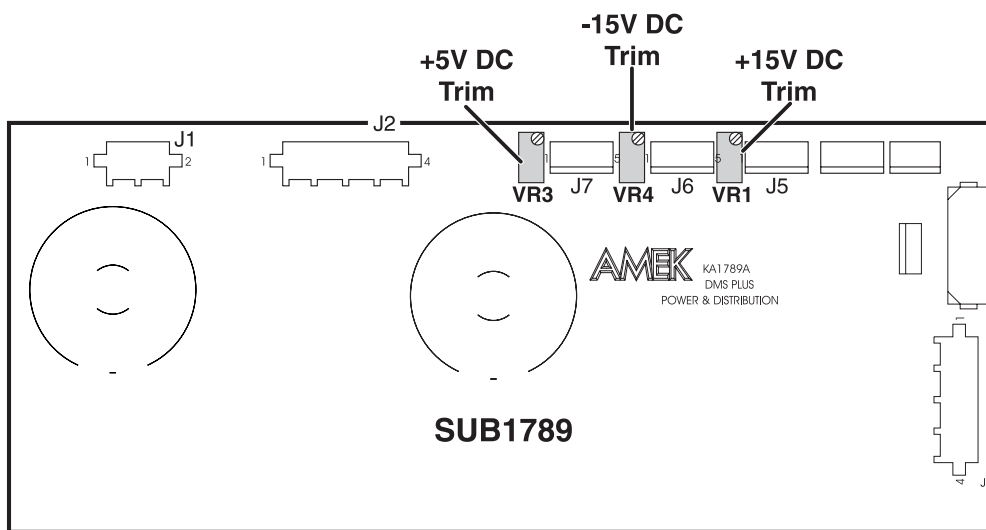 -15V DC
Trim
+5V DC
Trim
+15V DC
Trim
J1
J2
1
2
1
4
1
5
1
5
1
J7
J6
J5
VR3
VR4
VR1
AMEK
KA1789A
DMS PLUS
POWER & DISTRIBUTION
SUB1789
1
4
J